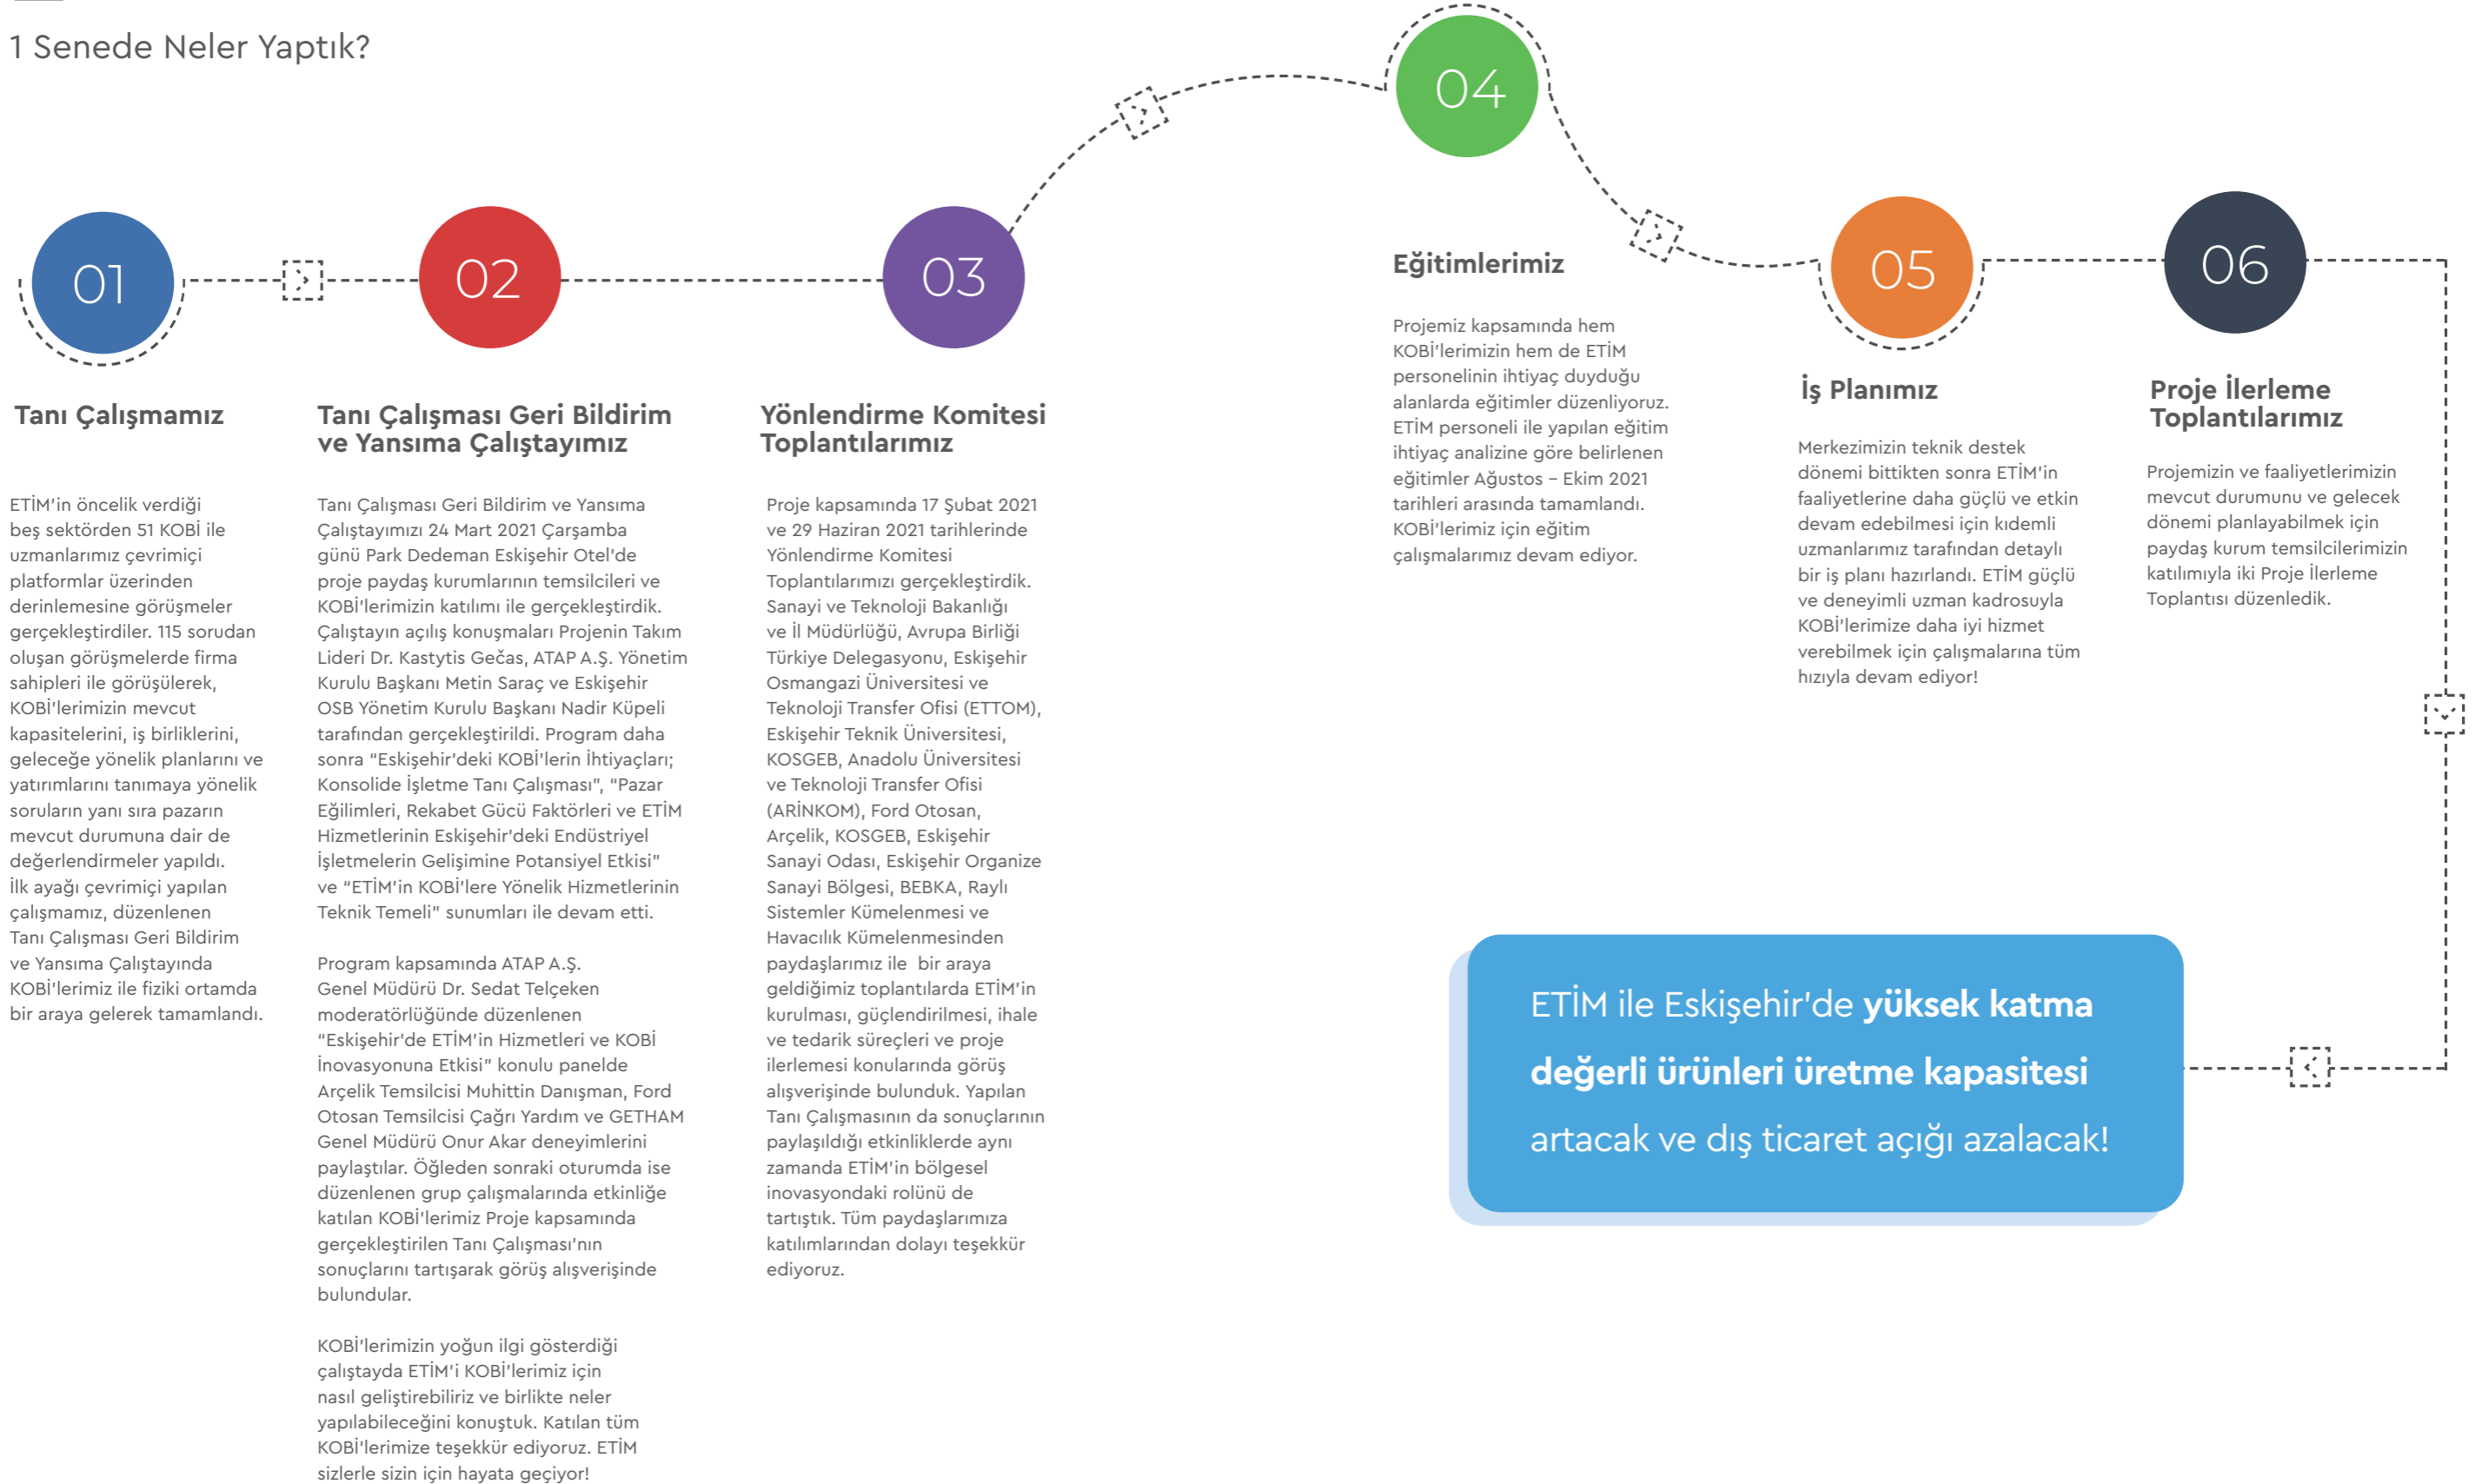 1 Senede Neler Yaptık?
01
Tanı Çalışmamız
ETİM'in öncelik verdiği
beş sektörden 51 KOBİ ile
uzmanlarımız çevrimiçi
platformlar üzerinden
derinlemesine görüşmeler
gerçekleştirdiler. 115 sorudan
oluşan görüşmelerde firma
sahipleri ile görüşülerek,
KOBİ'lerimizin mevcut
kapasitelerini, iş birliklerini,
geleceğe yönelik planlarını ve
yatırımlarını tanımaya yönelik
soruların yanı sıra pazarın
mevcut durumuna dair de
değerlendirmeler yapıldı.
İlk ayağı çevrimiçi yapılan
çalışmamız, düzenlenen
Tanı Çalışması Geri Bildirim
ve Yansıma Çalıştayında
KOBİ'lerimiz ile fiziki ortamda
bir araya gelerek tamamlandı.
02
Tanı Çalışması Geri Bildirim
ve Yansıma Çalıştayımız
Tanı Çalışması Geri Bildirim ve Yansıma
Çalıştayımızı 24 Mart 2021 Çarşamba
günü Park Dedeman Eskişehir Otel'de
proje paydaş kurumlarının temsilcileri ve
KOBİ'lerimizin katılımı ile gerçekleştirdik.
Çalıştayın açılış konuşmaları Projenin Takım
Lideri Dr. Kastytis Gečas, ATAP A.Ş. Yönetim
Kurulu Başkanı Metin Saraç ve Eskişehir
OSB Yönetim Kurulu Başkanı Nadir Küpeli
tarafından gerçekleştirildi. Program daha
sonra "Eskişehir'deki KOBİ'lerin İhtiyaçları;
Konsolide İşletme Tanı Çalışması", "Pazar
Eğilimleri, Rekabet Gücü Faktörleri ve ETİM
Hizmetlerinin Eskişehir'deki Endüstriyel
İşletmelerin Gelişimine Potansiyel Etkisi"
ve "ETİM'in KOBİ'lere Yönelik Hizmetlerinin
Teknik Temeli" sunumları ile devam etti.
Program kapsamında ATAP A.Ş.
Genel Müdürü Dr. Sedat Telçeken
moderatörlüğünde düzenlenen
"Eskişehir'de ETİM'in Hizmetleri ve KOBİ
İnovasyonuna Etkisi" konulu panelde
Arçelik Temsilcisi Muhittin Danışman, Ford
Otosan Temsilcisi Çağrı Yardım ve GETHAM
Genel Müdürü Onur Akar deneyimlerini
paylaştılar. Öğleden sonraki oturumda ise
düzenlenen grup çalışmalarında etkinliğe
katılan KOBİ'lerimiz Proje kapsamında
gerçekleştirilen Tanı Çalışması'nın
sonuçlarını tartışarak görüş alışverişinde
bulundular.
KOBİ'lerimizin yoğun ilgi gösterdiği
çalıştayda ETİM'i KOBİ'lerimiz için
nasıl geliştirebiliriz ve birlikte neler
yapılabileceğini konuştuk. Katılan tüm
KOBİ'lerimize teşekkür ediyoruz. ETİM
sizlerle sizin için hayata geçiyor!
03
Yönlendirme Komitesi
Toplantılarımız
Proje kapsamında 17 Şubat 2021
ve 29 Haziran 2021 tarihlerinde
Yönlendirme Komitesi
Toplantılarımızı gerçekleştirdik.
Sanayi ve Teknoloji Bakanlığı
ve İl Müdürlüğü, Avrupa Birliği
Türkiye Delegasyonu, Eskişehir
Osmangazi Üniversitesi ve
Teknoloji Transfer Ofisi (ETTOM),
Eskişehir Teknik Üniversitesi,
KOSGEB, Anadolu Üniversitesi
ve Teknoloji Transfer Ofisi
(ARİNKOM), Ford Otosan,
Arçelik, KOSGEB, Eskişehir
Sanayi Odası, Eskişehir Organize
Sanayi Bölgesi, BEBKA, Raylı
Sistemler Kümelenmesi ve
Havacılık Kümelenmesinden
paydaşlarımız ile bir araya
geldiğimiz toplantılarda ETİM'in
kurulması, güçlendirilmesi, ihale
ve tedarik süreçleri ve proje
ilerlemesi konularında görüş
alışverişinde bulunduk. Yapılan
Tanı Çalışmasının da sonuçlarının
paylaşıldığı etkinliklerde aynı
zamanda ETİM'in bölgesel
inovasyondaki rolünü de
tartıştık. Tüm paydaşlarımıza
katılımlarından dolayı teşekkür
ediyoruz.
04
Eğitimlerimiz
Projemiz kapsamında hem
KOBİ'lerimizin hem de ETİM
personelinin ihtiyaç duyduğu
alanlarda eğitimler düzenliyoruz.
ETİM personeli ile yapılan eğitim
ihtiyaç analizine göre belirlenen
eğitimler Ağustos – Ekim 2021
tarihleri arasında tamamlandı.
KOBİ'lerimiz için eğitim
çalışmalarımız devam ediyor.
05
İş Planımız
Merkezimizin teknik destek
dönemi bittikten sonra ETİM'in
faaliyetlerine daha güçlü ve etkin
devam edebilmesi için kıdemli
uzmanlarımız tarafından detaylı
bir iş planı hazırlandı. ETİM güçlü
ve deneyimli uzman kadrosuyla
KOBİ'lerimize daha iyi hizmet
verebilmek için çalışmalarına tüm
hızıyla devam ediyor!
06
Proje İlerleme
Toplantılarımız
Projemizin ve faaliyetlerimizin
mevcut durumunu ve gelecek
dönemi planlayabilmek için
paydaş kurum temsilcilerimizin
katılımıyla iki Proje İlerleme
Toplantısı düzenledik.
ETİM ile Eskişehir'de yüksek katma
değerli ürünleri üretme kapasitesi
artacak ve dış ticaret açığı azalacak!